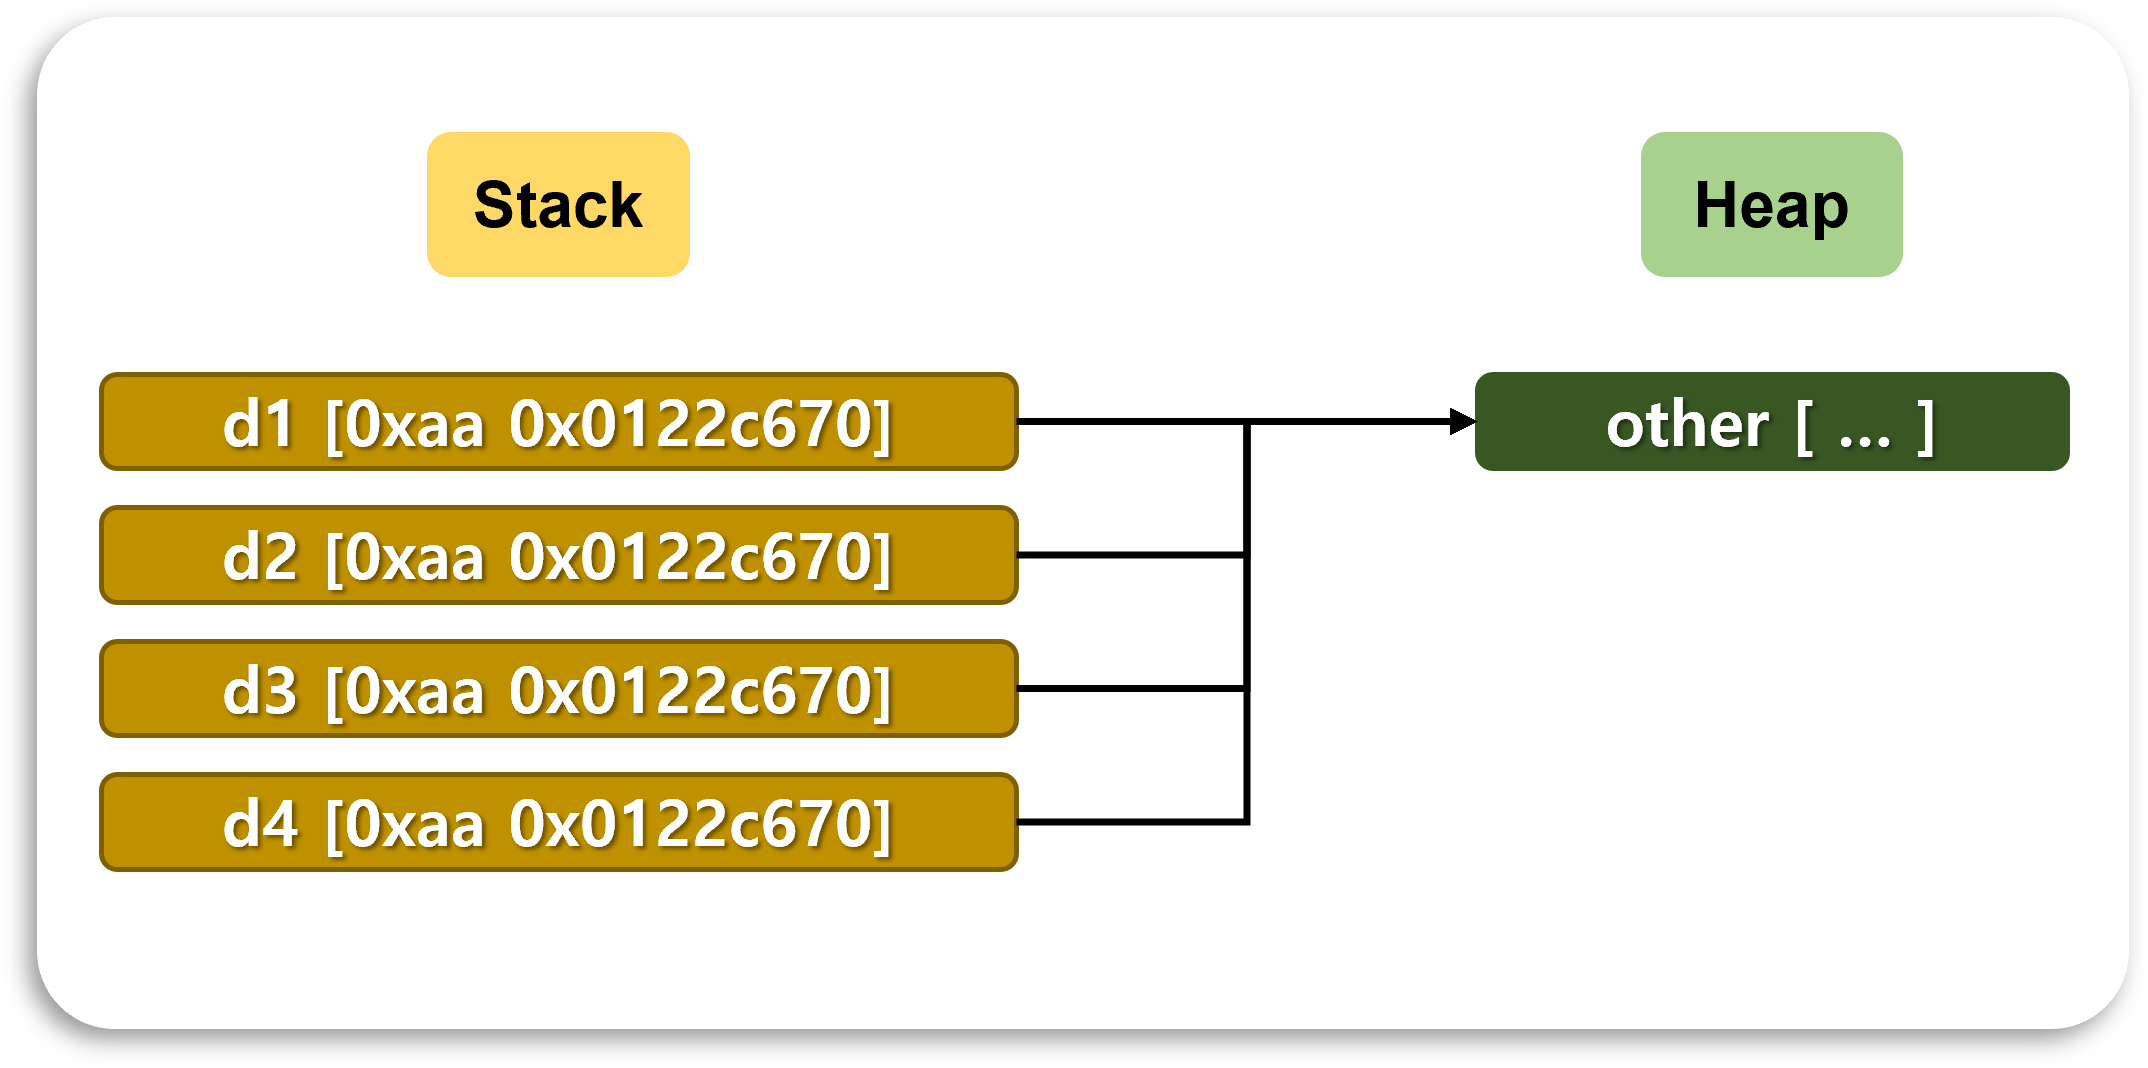 Stack
Heap
d1 [0xaa 0x0122c670]
other [ ... ]
d2 [0xaa 0x0122c670]
d3 [0xaa 0x0122c670]
d4 [0xaa 0x0122c670]